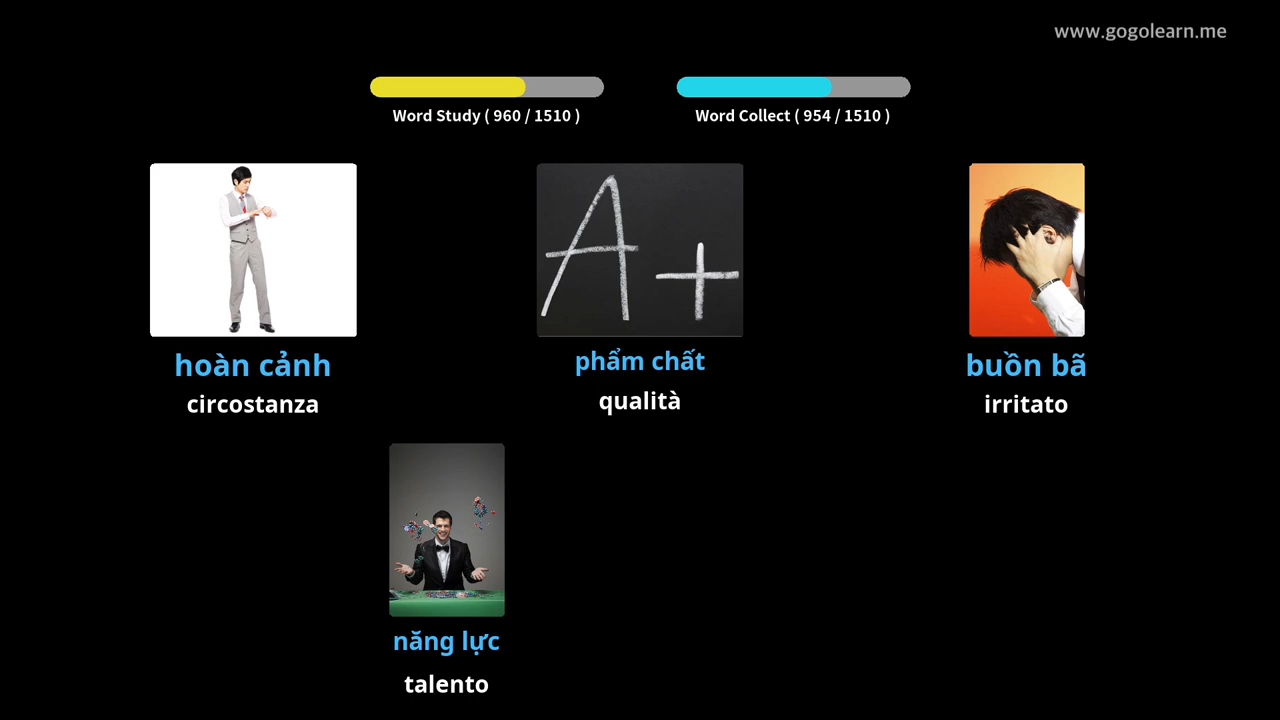 www.gogolearn.me
Word Study ( 960 / 1510 )
Word Collect ( 954 / 1510 )
A+
hoàn cảnh
circostanza
phẩm chất
qualità
buồn bã
irritato
năng lực
talento